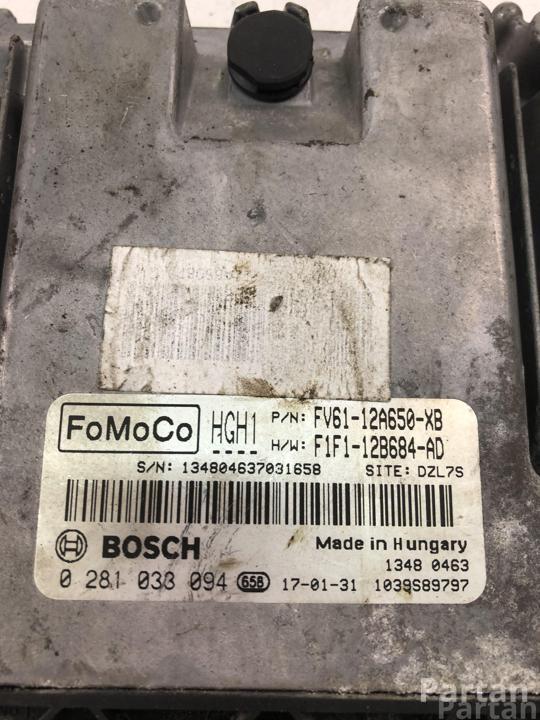 FoMoCo HGH1 P/N: FV61-12A650-XB
H/W: F1F1-12B684-AD
S/N: 134804637031658 SITE: DZL7S
BOSCH Made in Hungary
1348 0463
0 281 033 094 658 17-01-31 1039S89797
Partan
Partan